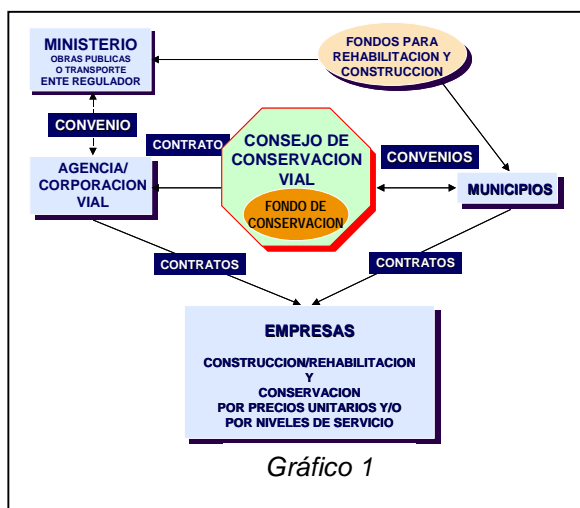 MINISTERIO
OBRAS PUBLICAS
O TRANSPORTE
ENTE REGULADOR
FONDOS PARA
REHABILITACION Y
CONSTRUCCION
CONVENIO
CONTRATO
CONSEJO DE
CONSERVACION
VIAL
FONDO DE
CONSERVACION
CONVENIOS
AGENCIA/
CORPORACION
VIAL
MUNICIPIOS
CONTRATOS
CONTRATOS
EMPRESAS
CONSTRUCCION/REHABILITACION
Y
CONSERVACION
POR PRECIOS UNITARIOS Y/O
POR NIVELES DE SERVICIO
Gráfico 1